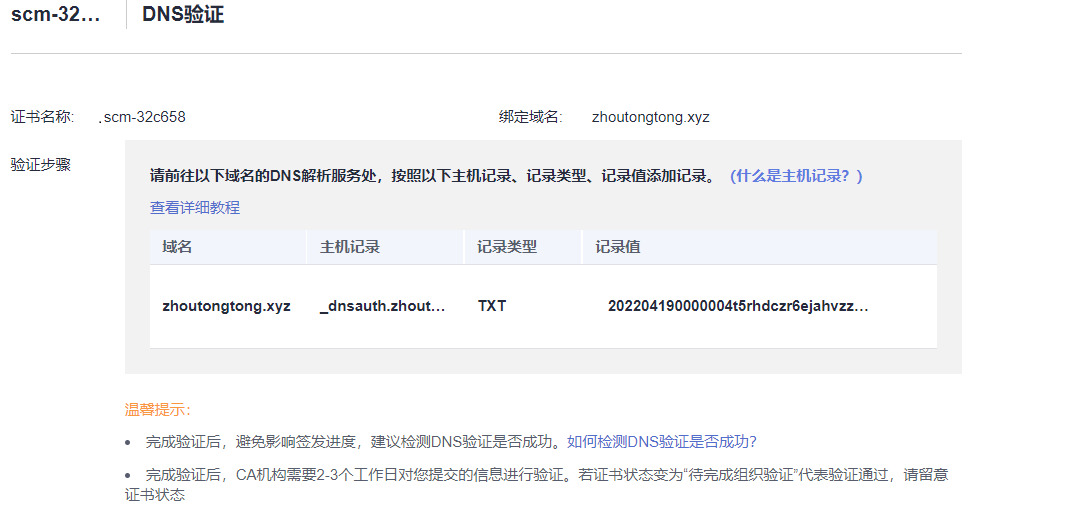 scm-32... DNS验证
证书名称: .scm-32c658 绑定域名: zhoutongtong.xyz
验证步骤
请前往以下域名的DNS解析服务处，按照以下主机记录、记录类型、记录值添加记录。（什么是主机记录？）
查看详细教程
域名 主机记录 记录类型 记录值
zhoutongtong.xyz _dnsauth.zhout... TXT 202204190000004t5rhdczr6ejahvzz...
温馨提示:
• 完成验证后，避免影响签发进度，建议检测DNS验证是否成功。如何检测DNS验证是否成功?
• 完成验证后，CA机构需要2-3个工作日对您提交的信息进行验证。若证书状态变为“待完成组织验证”代表验证通过，请留意
证书状态